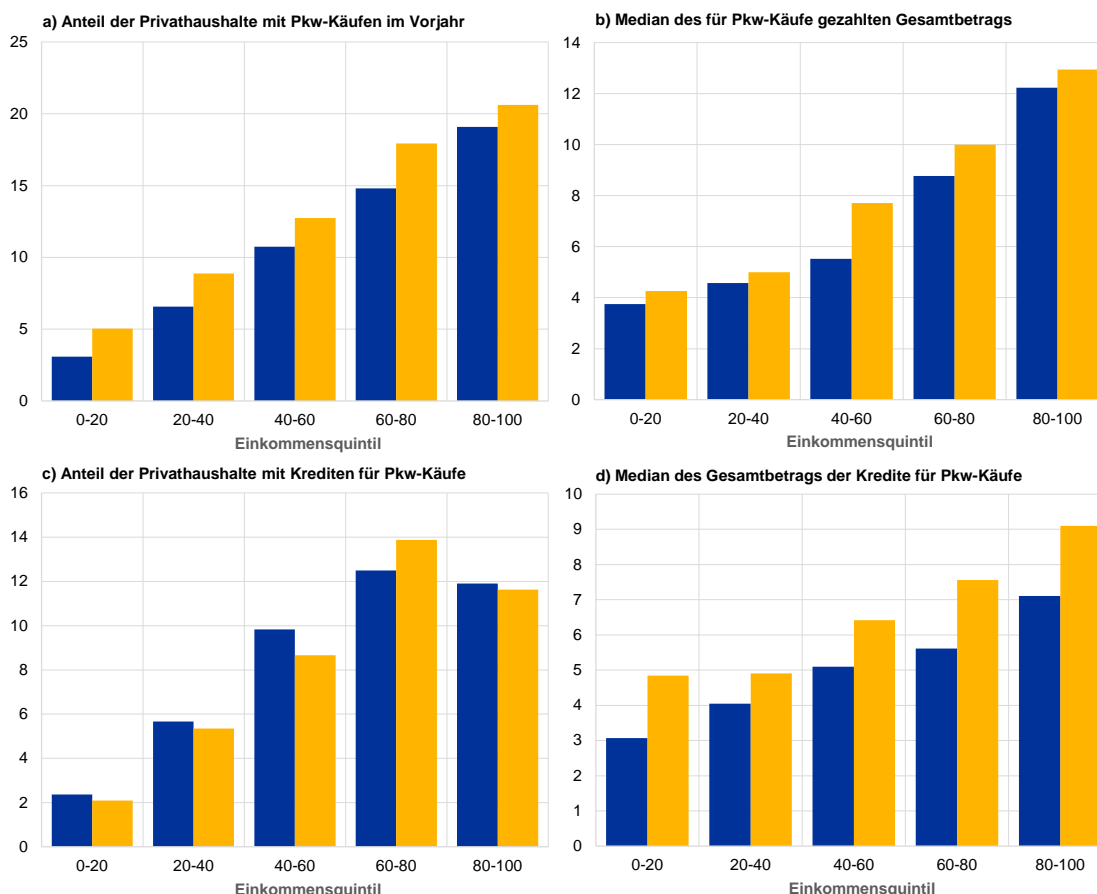 a) Anteil der Privathaushalte mit Pkw-Käufen im Vorjahr
25
20
15
10
5
0
0-20 20-40 40-60 60-80 80-100
Einkommensquintil
b) Median des für Pkw-Käufe gezahlten Gesamtbetrags
14
12
10
8
6
4
2
0
0-20 20-40 40-60 60-80 80-100
Einkommensquintil
c) Anteil der Privathaushalte mit Krediten für Pkw-Käufe
16
14
12
10
8
6
4
2
0
0-20 20-40 40-60 60-80 80-100
Einkommensquintil
d) Median des Gesamtbetrags der Kredite für Pkw-Käufe
10
9
8
7
6
5
4
3
2
1
0
0-20 20-40 40-60 60-80 80-100
Einkommensquintil